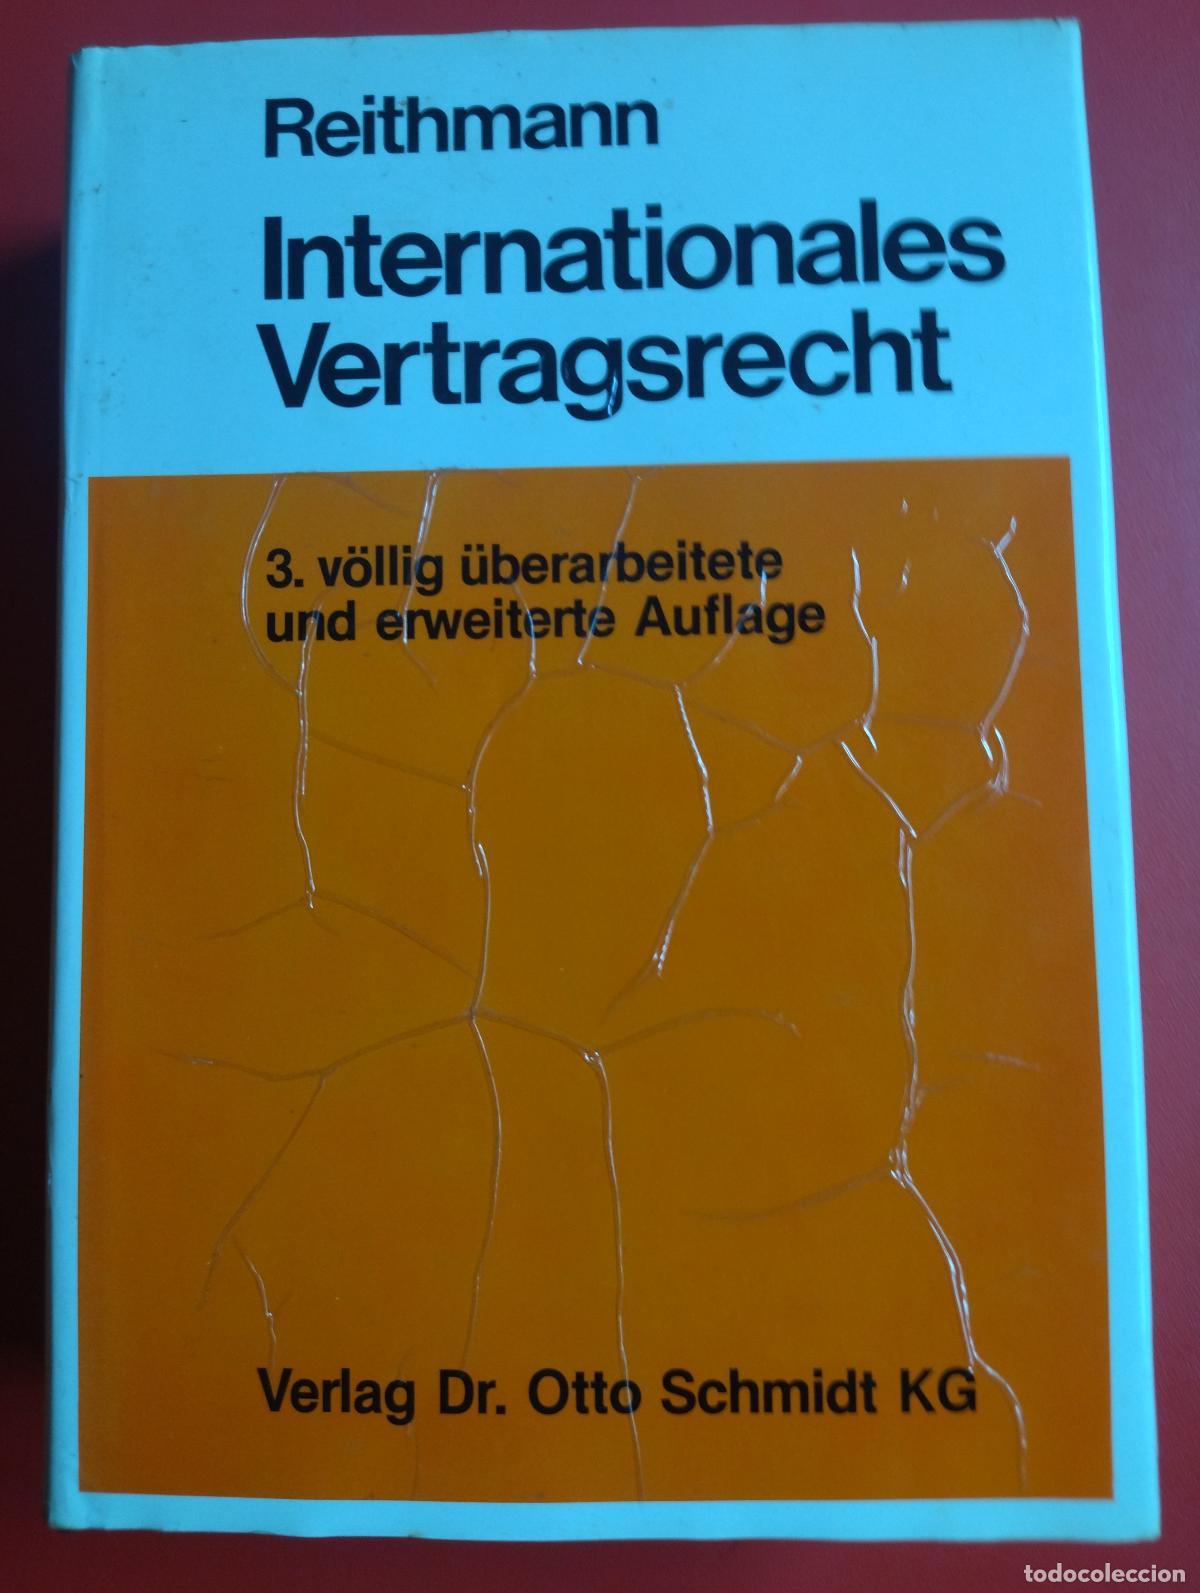 Reithmann
Internationales
Vertragsrecht
3. völlig überarbeitete
und erweiterte Auflage
Verlag Dr. Otto Schmidt KG
todocoleccion